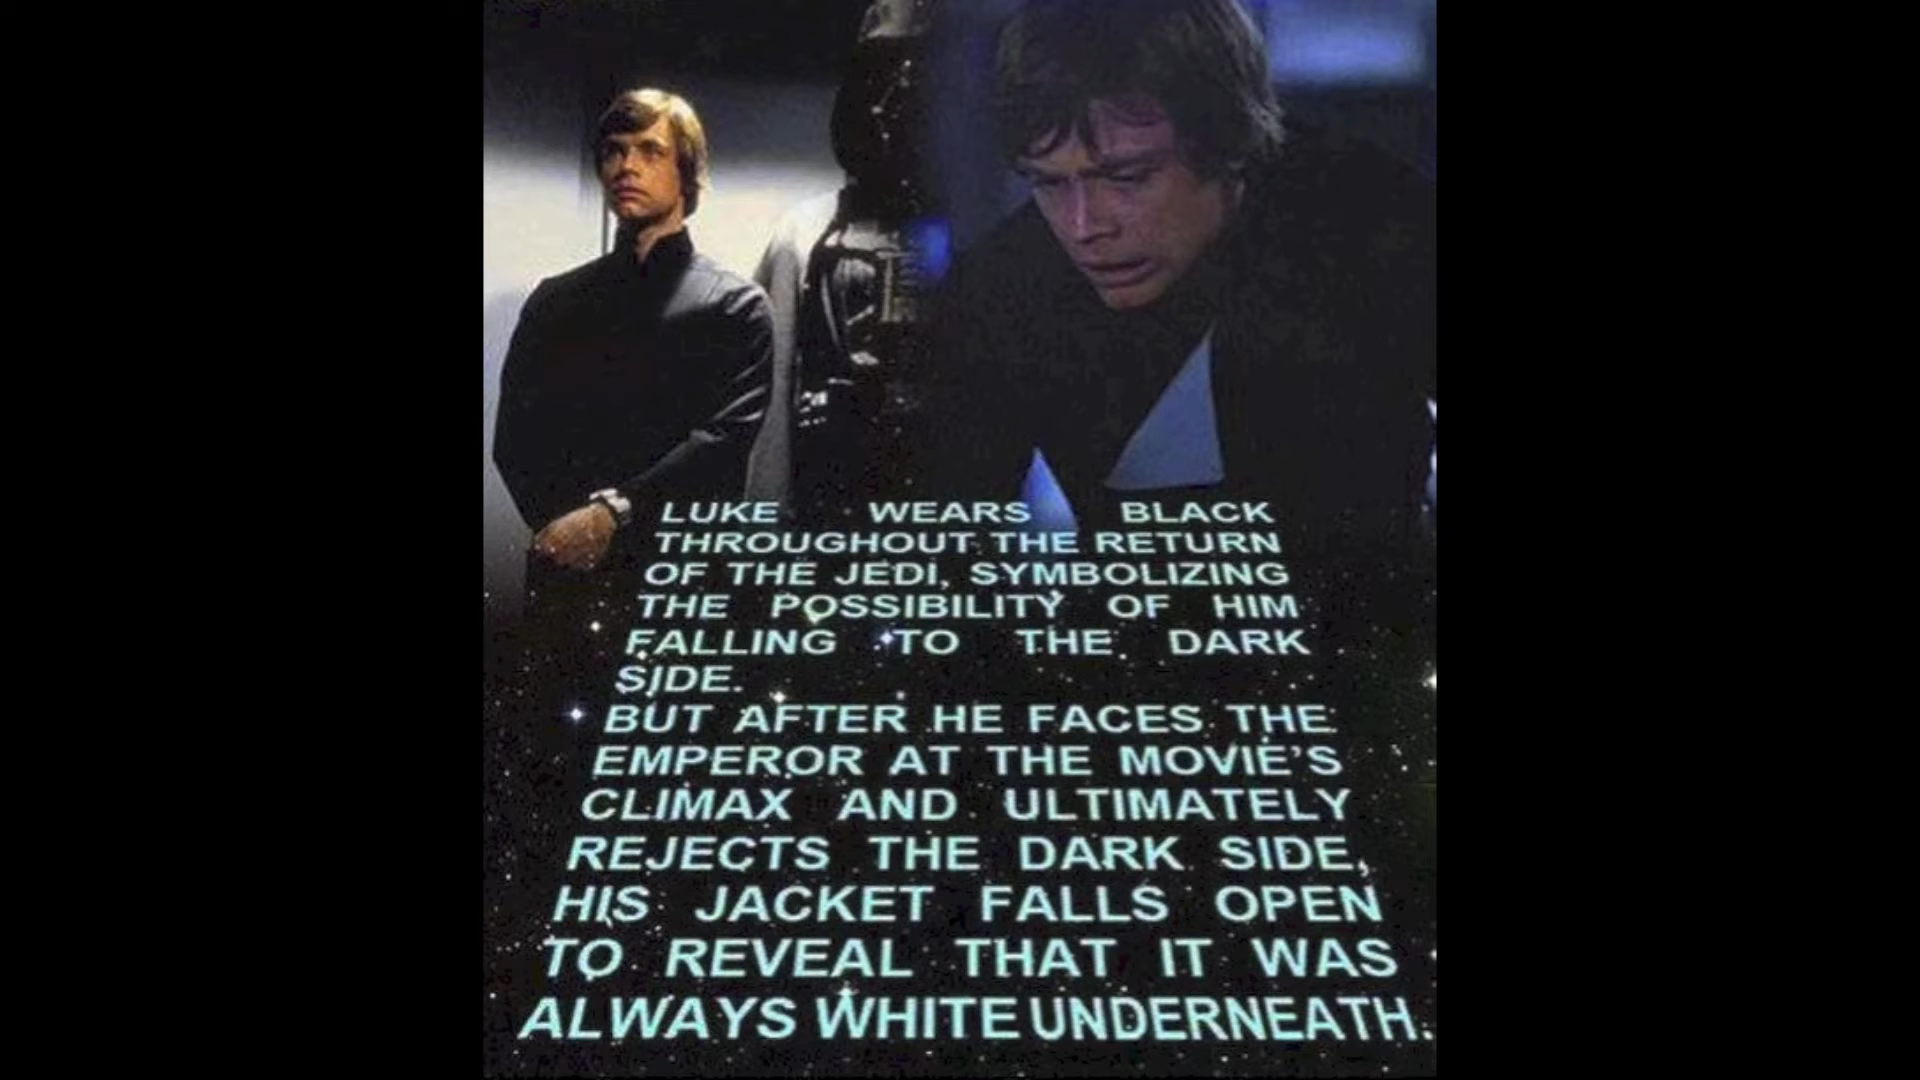 LUKE WEARS BLACK
THROUGHOUT THE RETURN
OF THE JEDI, SYMBOLIZING
THE POSSIBILITY OF HIM
FALLING TO THE DARK
SIDE.
BUT AFTER HE FACES THE
EMPEROR AT THE MOVIE'S
CLIMAX AND ULTIMATELY
REJECTS THE DARK SIDE,
HIS JACKET FALLS OPEN
TO REVEAL THAT IT WAS
ALWAYS WHITE UNDERNEATH.